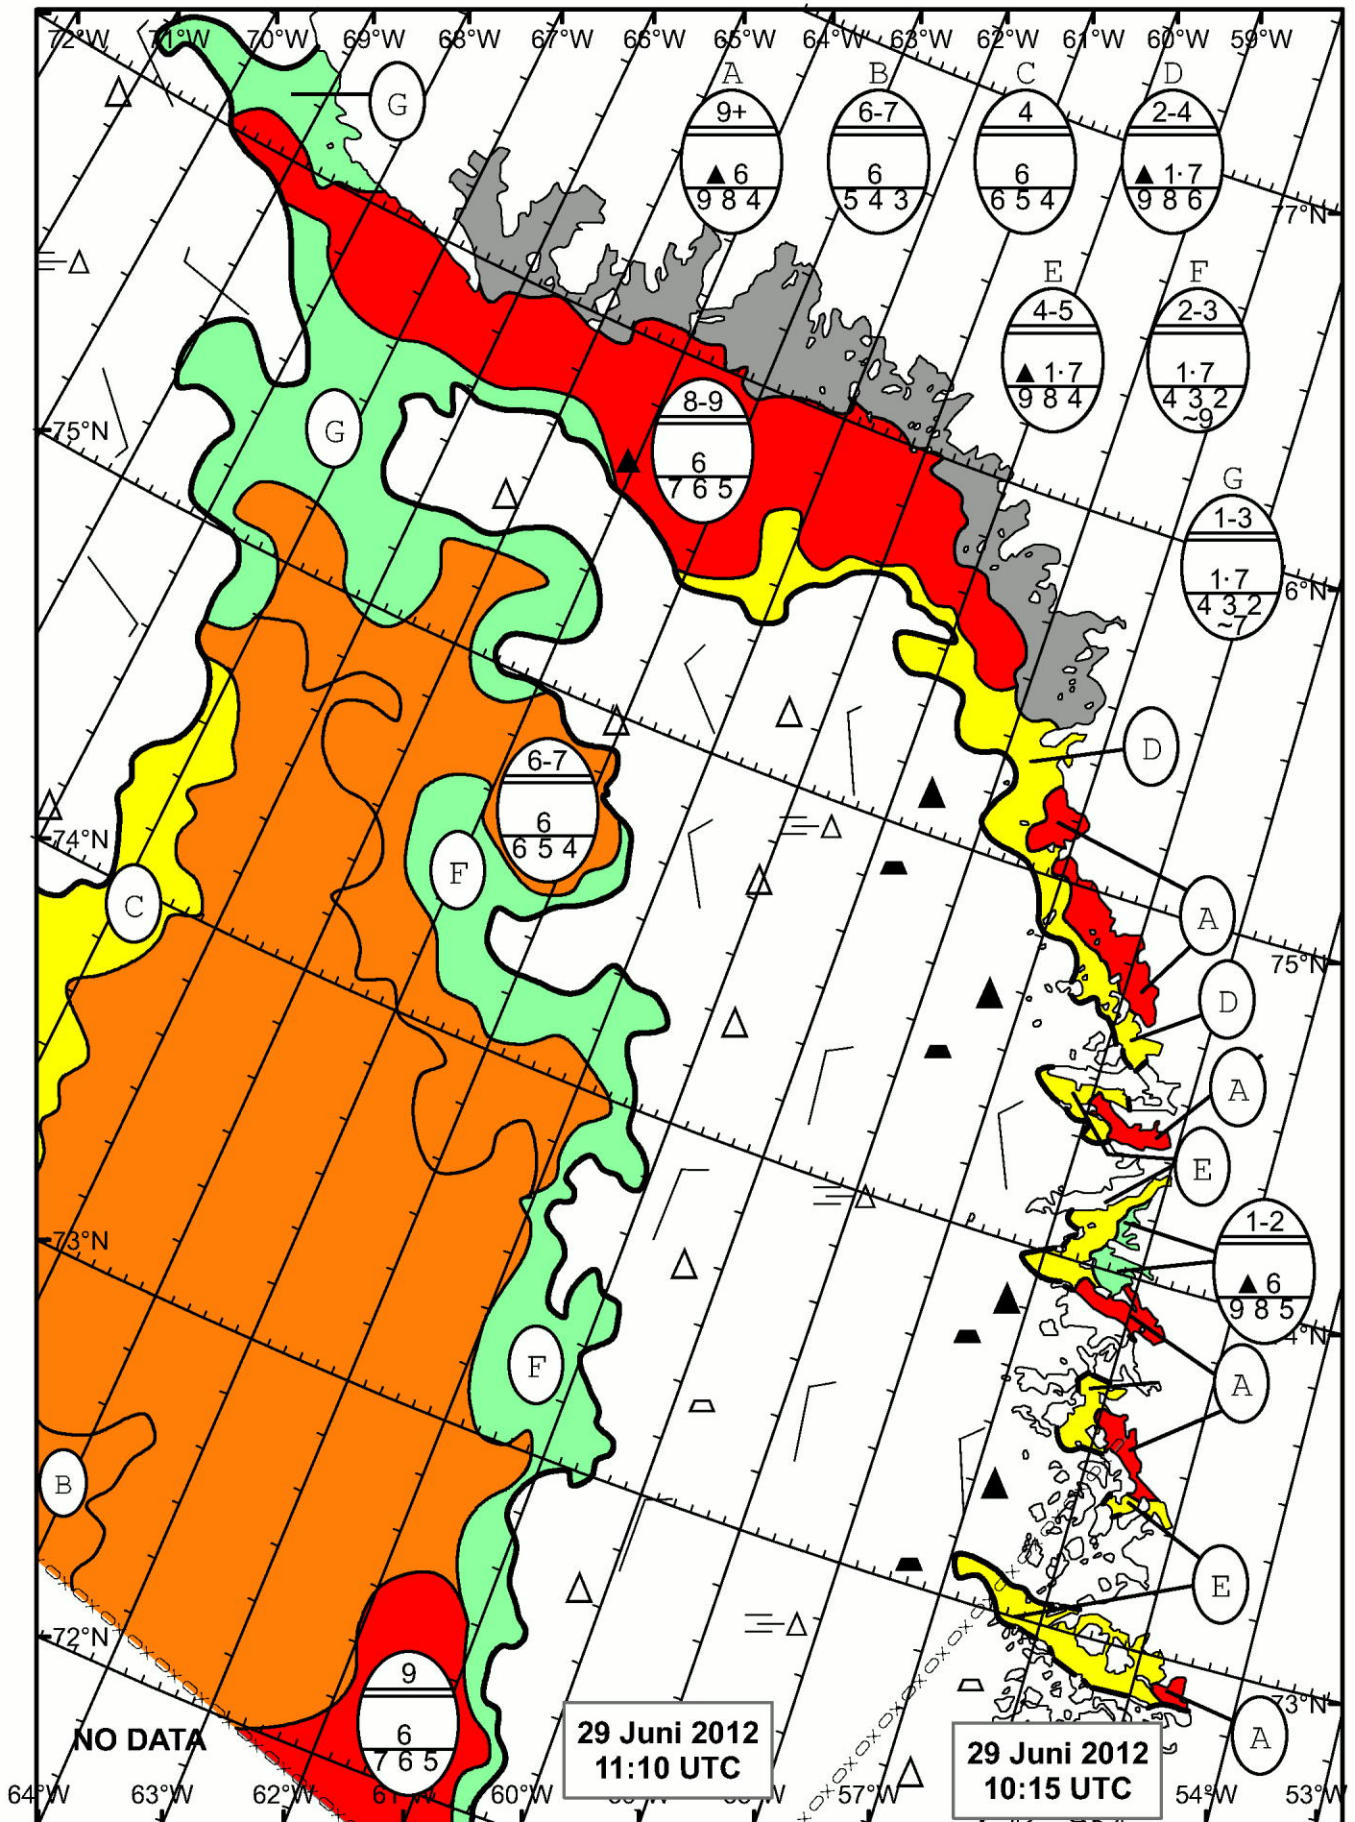 72°W 71°W 70°W 69°W 68°W 67°W 66°W 65°W 64°W 63°W 62°W 61°W 60°W 59°W
A B C D
9+ 6-7 4 2-4
G
▲ 6 6 6 ▲ 1·7
9 8 4 5 4 3 6 5 4 9 8 6
77°N
E F
4-5 2-3
▲ 1·7 1·7
9 8 4 4 3 2
~9
8-9
6
7 6 5
G
75°N
G
1-3
1·7
4 3 2
~7
6°N
D
6-7
6
6 5 4
74°N
F
C
A
75°N
D
A
E
1-2
▲ 6
9 8 5
73°N
4°N
F
A
B
E
72°N
9
6
7 6 5
NO DATA
29 Juni 2012
11:10 UTC
29 Juni 2012
10:15 UTC
73°N
A
64°W 63°W 62°W 61°W 60°W 57°W 54°W 53°W